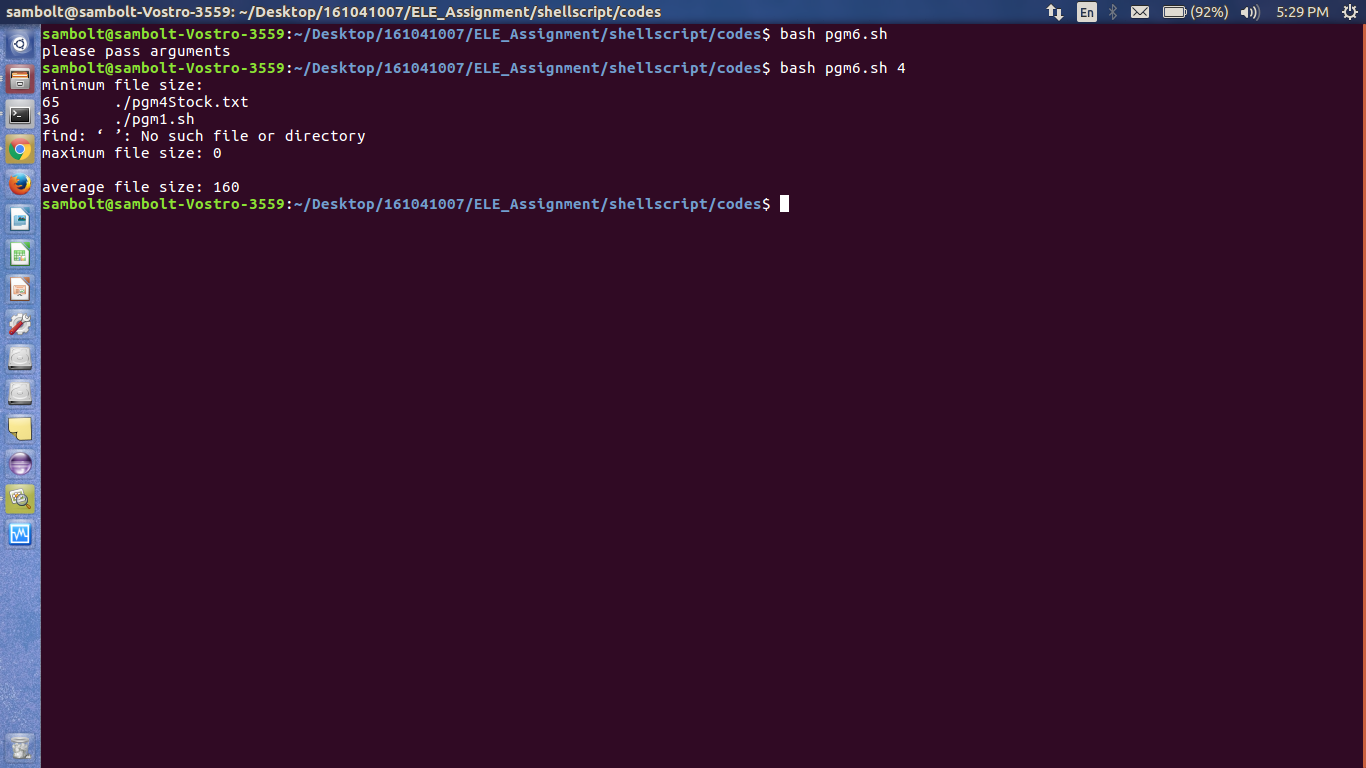 sambolt@sambolt-Vostro-3559: ~/Desktop/161041007/ELE_Assignment/shellscript/codes En (92%) 5:29 PM
sambolt@sambolt-Vostro-3559:~/Desktop/161041007/ELE_Assignment/shellscript/codes$ bash pgm6.sh
please pass arguments
sambolt@sambolt-Vostro-3559:~/Desktop/161041007/ELE_Assignment/shellscript/codes$ bash pgm6.sh 4
minimum file size:
65 ./pgm4Stock.txt
36 ./pgm1.sh
find: ‘ ’: No such file or directory
maximum file size: 0
average file size: 160
sambolt@sambolt-Vostro-3559:~/Desktop/161041007/ELE_Assignment/shellscript/codes$